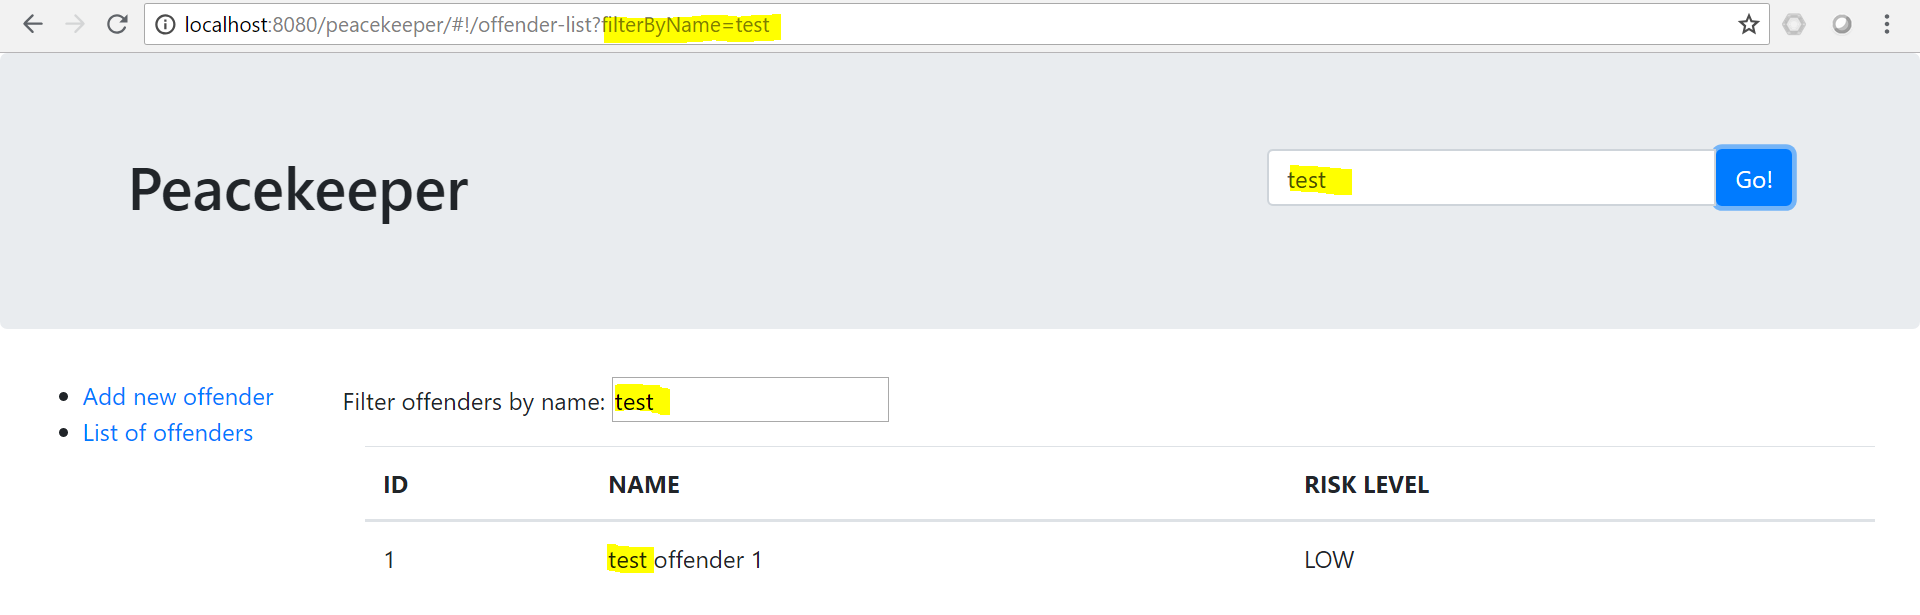 localhost:8080/peacekeeper/#!/offender-list?filterByName=test
Peacekeeper
test
Go!
Add new offender
List of offenders
Filter offenders by name: test
ID NAME RISK LEVEL
1 test offender 1 LOW